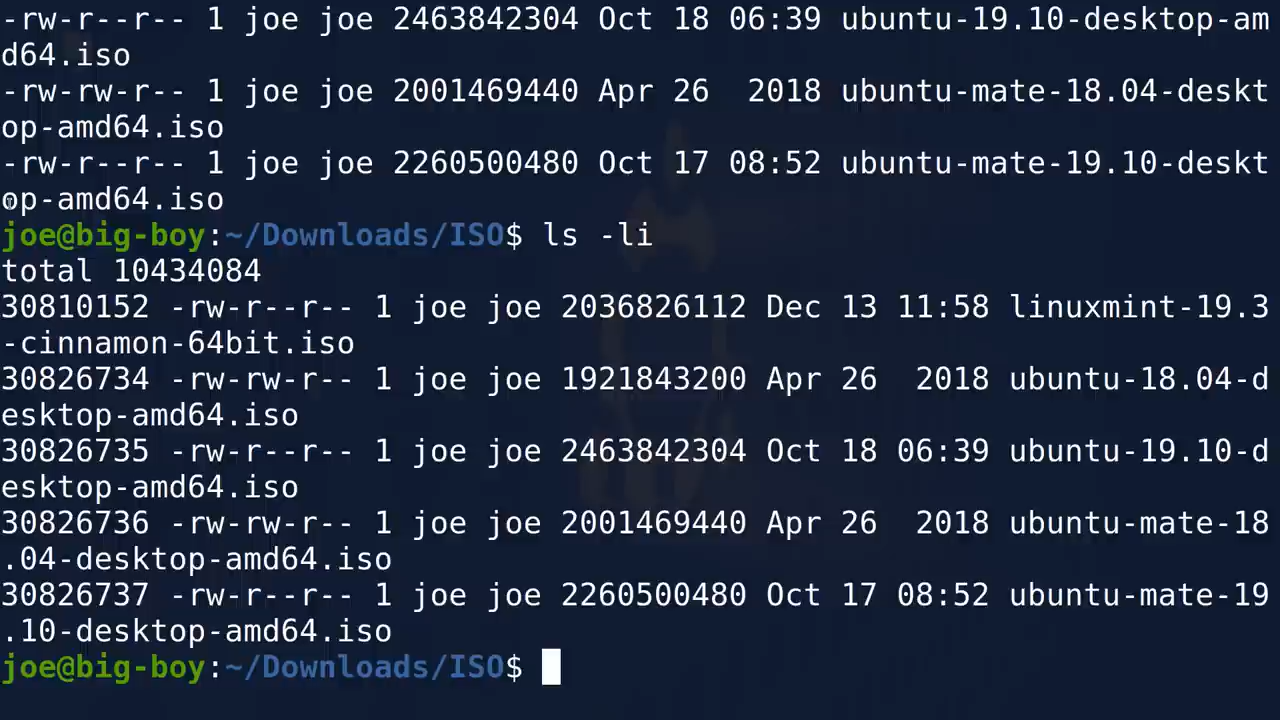 -rw-r--r-- 1 joe joe 2463842304 Oct 18 06:39 ubuntu-19.10-desktop-am
d64.iso
-rw-rw-r-- 1 joe joe 2001469440 Apr 26  2018 ubuntu-mate-18.04-deskt
op-amd64.iso
-rw-r--r-- 1 joe joe 2260500480 Oct 17 08:52 ubuntu-mate-19.10-deskt
op-amd64.iso
joe@big-boy:~/Downloads/ISO$ ls -li
total 10434084
30810152 -rw-r--r-- 1 joe joe 2036826112 Dec 13 11:58 linuxmint-19.3
-cinnamon-64bit.iso
30826734 -rw-rw-r-- 1 joe joe 1921843200 Apr 26  2018 ubuntu-18.04-d
esktop-amd64.iso
30826735 -rw-r--r-- 1 joe joe 2463842304 Oct 18 06:39 ubuntu-19.10-d
esktop-amd64.iso
30826736 -rw-rw-r-- 1 joe joe 2001469440 Apr 26  2018 ubuntu-mate-18
.04-desktop-amd64.iso
30826737 -rw-r--r-- 1 joe joe 2260500480 Oct 17 08:52 ubuntu-mate-19
.10-desktop-amd64.iso
joe@big-boy:~/Downloads/ISO$